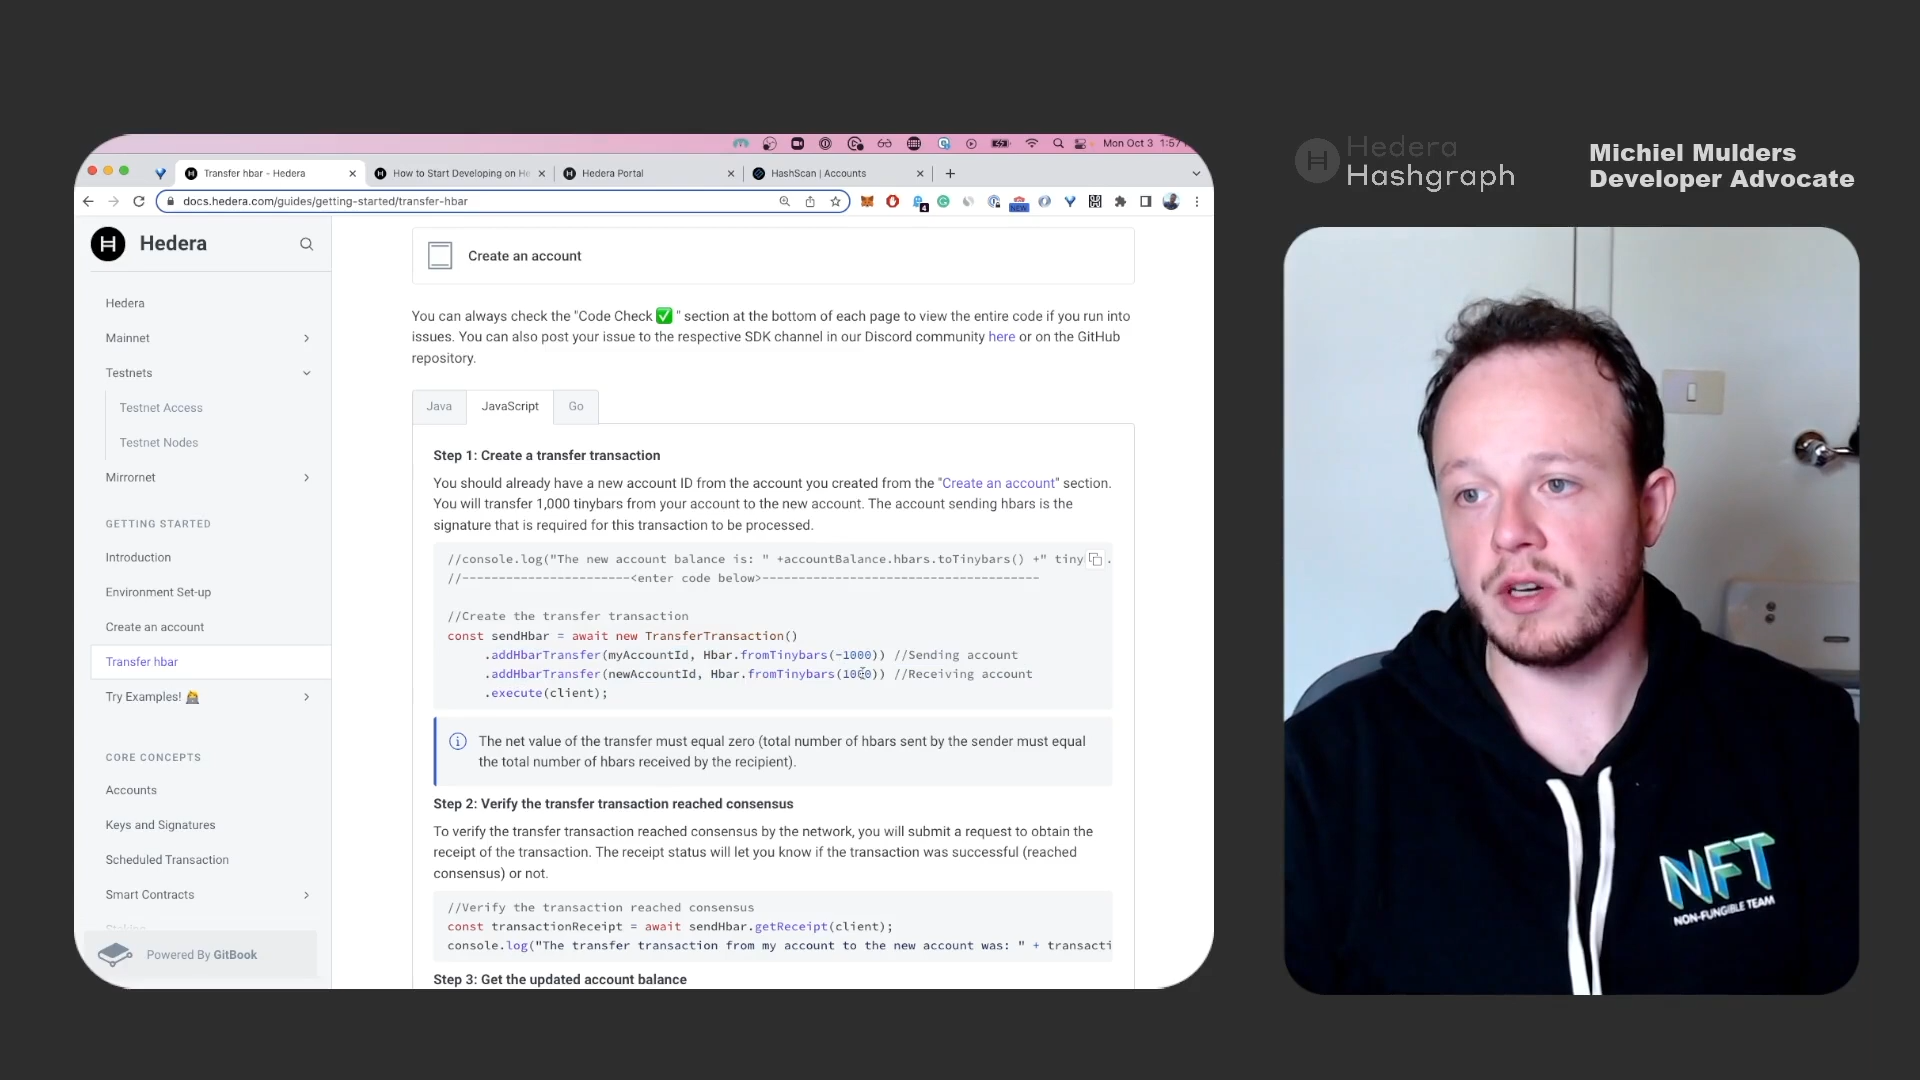 Mon Oct 3 1:57
Transfer hbar - Hedera
How to Start Developing on He
Hedera Portal
HashScan | Accounts
docs.hedera.com/guides/getting-started/transfer-hbar
Hedera
Hedera
Mainnet
Testnets
Testnet Access
Testnet Nodes
Mirrornet
GETTING STARTED
Introduction
Environment Set-up
Create an account
Transfer hbar
Try Examples!
CORE CONCEPTS
Accounts
Keys and Signatures
Scheduled Transaction
Smart Contracts
Powered By GitBook
Create an account
You can always check the "Code Check ✅ " section at the bottom of each page to view the entire code if you run into
issues. You can also post your issue to the respective SDK channel in our Discord community here or on the GitHub
repository.
Java
JavaScript
Go
Step 1: Create a transfer transaction
You should already have a new account ID from the account you created from the "Create an account" section.
You will transfer 1,000 tinybars from your account to the new account. The account sending hbars is the
signature that is required for this transaction to be processed.
//console.log("The new account balance is: " +accountBalance.hbars.toTinybars() +" tiny
//-----------------------<enter code below>--------------------------------------
//Create the transfer transaction
const sendHbar = await new TransferTransaction()
.addHbarTransfer(myAccountId, Hbar.fromTinybars(-1000)) //Sending account
.addHbarTransfer(newAccountId, Hbar.fromTinybars(1000)) //Receiving account
.execute(client);
The net value of the transfer must equal zero (total number of hbars sent by the sender must equal
the total number of hbars received by the recipient).
Step 2: Verify the transfer transaction reached consensus
To verify the transfer transaction reached consensus by the network, you will submit a request to obtain the
receipt of the transaction. The receipt status will let you know if the transaction was successful (reached
consensus) or not.
//Verify the transaction reached consensus
const transactionReceipt = await sendHbar.getReceipt(client);
console.log("The transfer transaction from my account to the new account was: " + transacti
Step 3: Get the updated account balance
Hedera
Hashgraph
Michiel Mulders
Developer Advocate
NFT
NON-FUNGIBLE TEAM